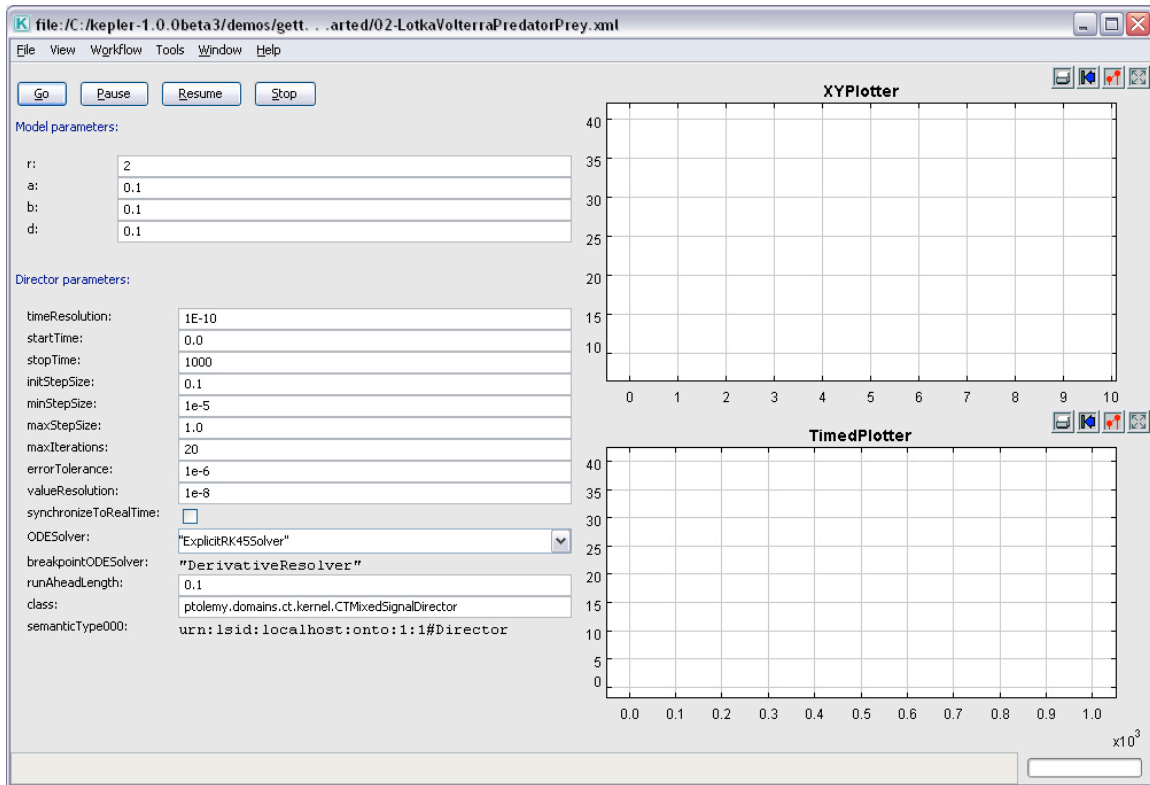 file:/C:/kepler-1.0.0beta3/demos/gett. . .arted/02-LotkaVolterraPredatorPrey.xml
File View Workflow Tools Window Help
Go Pause Resume Stop
Model parameters:
r: 2
a: 0.1
b: 0.1
d: 0.1
Director parameters:
timeResolution: 1E-10
startTime: 0.0
stopTime: 1000
initStepSize: 0.1
minStepSize: 1e-5
maxStepSize: 1.0
maxIterations: 20
errorTolerance: 1e-6
valueResolution: 1e-8
synchronizeToRealTime:
ODESolver: "ExplicitRK45Solver"
breakpointODESolver: "DerivativeResolver"
runAheadLength: 0.1
class: ptolemy.domains.ct.kernel.CTMixedSignalDirector
semanticType000: urn:lsid:localhost:onto:1:1#Director
XYPlotter
40
35
30
25
20
15
10
0 1 2 3 4 5 6 7 8 9 10
TimedPlotter
40
35
30
25
20
15
10
5
0
0.0 0.1 0.2 0.3 0.4 0.5 0.6 0.7 0.8 0.9 1.0
x10³